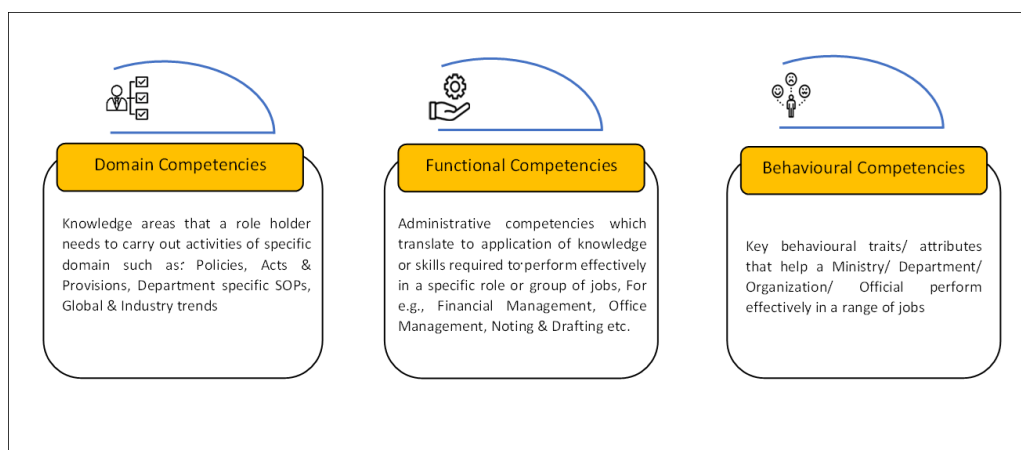 Domain Competencies
Knowledge areas that a role holder
needs to carry out activities of specific
domain such as: Policies, Acts &
Provisions, Department specific SOPs,
Global & Industry trends
Functional Competencies
Administrative competencies which
translate to application of knowledge
or skills required to perform effectively
in a specific role or group of jobs, For
e.g., Financial Management, Office
Management, Noting & Drafting etc.
Behavioural Competencies
Key behavioural traits/ attributes
that help a Ministry/ Department/
Organization/ Official perform
effectively in a range of jobs